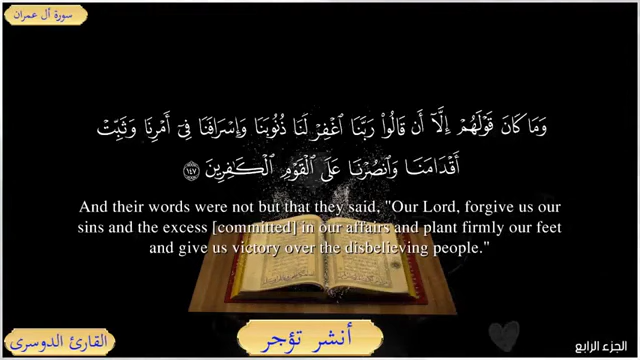 سورة آل عمران
وَمَا كَانَ قَوْلَهُمْ إِلَّآ أَن قَالُوا۟ رَبَّنَا ٱغْفِرْ لَنَا ذُنُوبَنَا وَإِسْرَافَنَا فِىٓ أَمْرِنَا وَثَبِّتْ
أَقْدَامَنَا وَٱنصُرْنَا عَلَى ٱلْقَوْمِ ٱلْكَٰفِرِينَ ١٤٧
And their words were not but that they said, "Our Lord, forgive us our
sins and the excess [committed] in our affairs and plant firmly our feet
and give us victory over the disbelieving people."
القارئ الدوسرى
أنشر تؤجر
الجزء الرابع